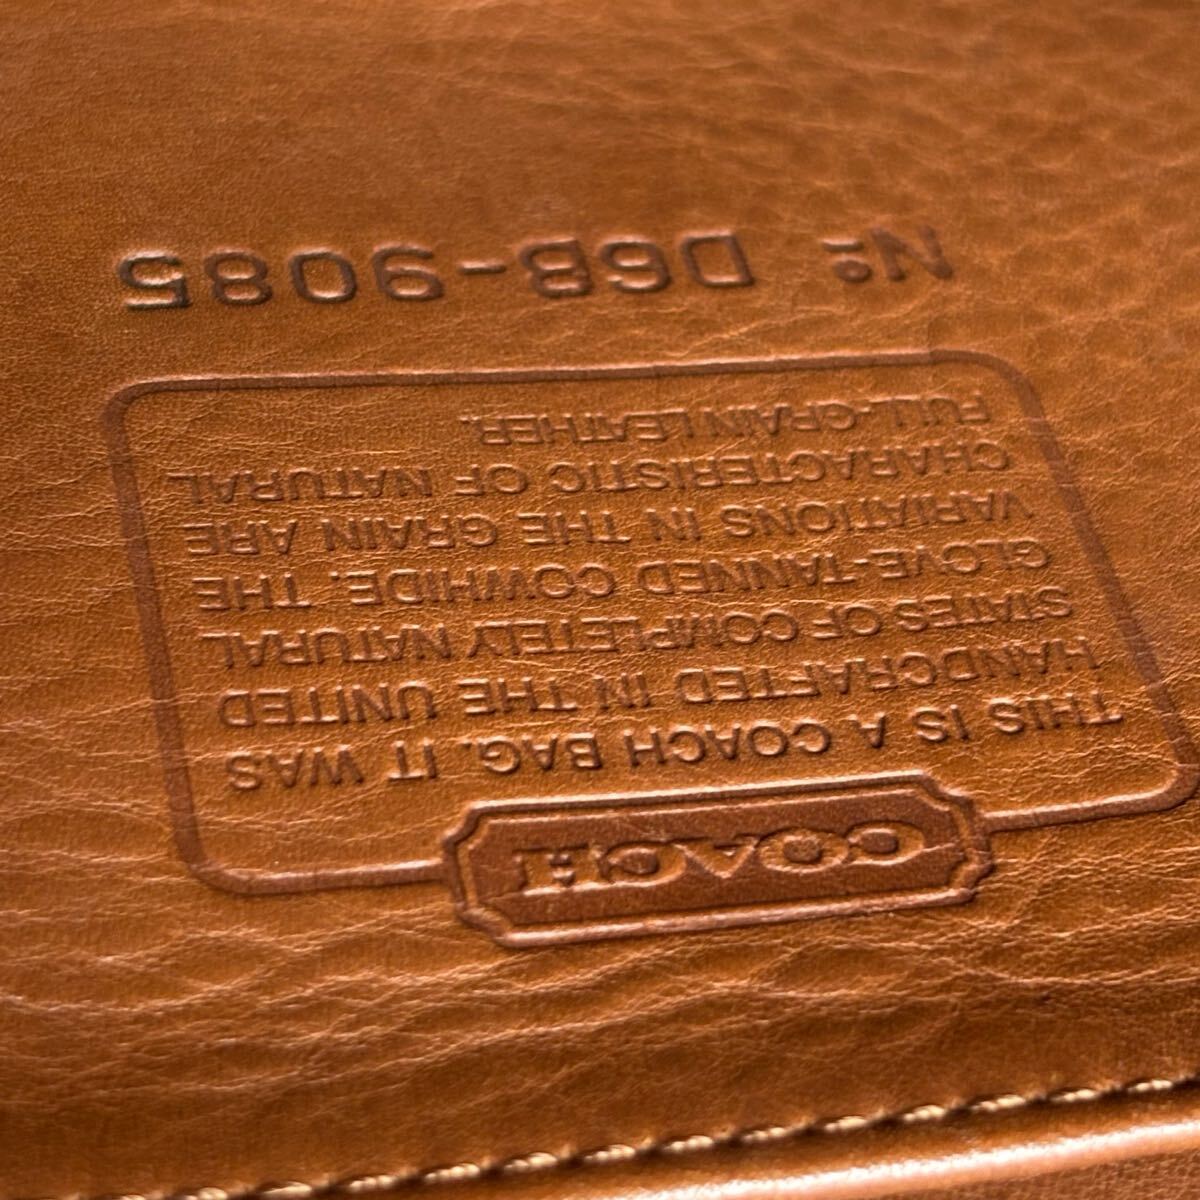 COACH
THIS IS A COACH BAG. IT WAS
HANDCRAFTED IN THE UNITED
STATES OF COMPLETELY NATURAL
GLOVE-TANNED COWHIDE. THE
VARIATIONS IN THE GRAIN ARE
CHARACTERISTIC OF NATURAL
FULL-GRAIN LEATHER.
Nº D6B-9085